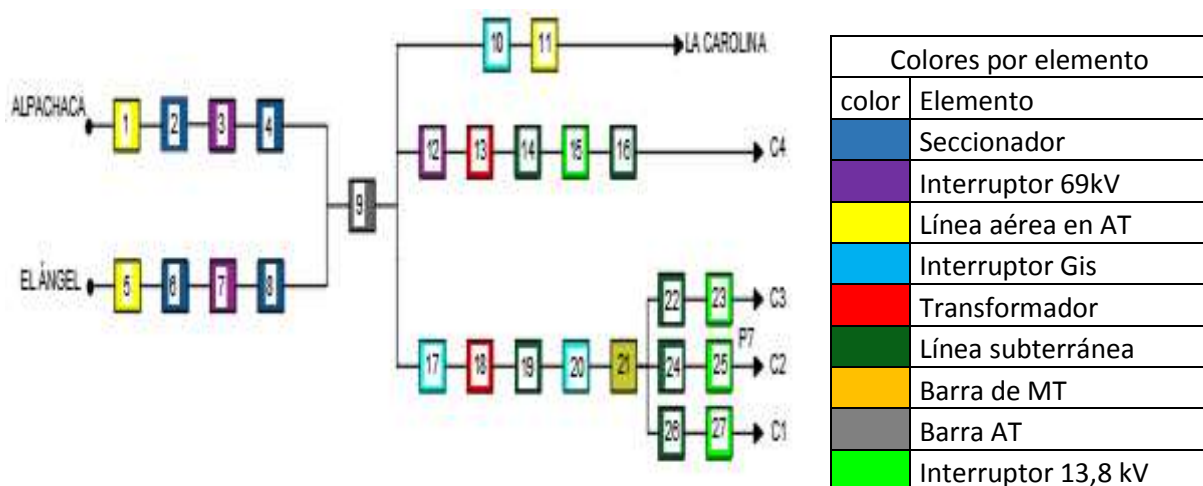 10 11 LA CAROLINA
ALPACHACA
1 2 3 4
12 13 14 15 16 C4
9
EL ÁNGEL
5 6 7 8
22 23 C3
P7
17 18 19 20 21 24 25 C2
26 27 C1
Colores por elemento
color Elemento
Seccionador
Interruptor 69kV
Línea aérea en AT
Interruptor Gis
Transformador
Línea subterránea
Barra de MT
Barra AT
Interruptor 13,8 kV